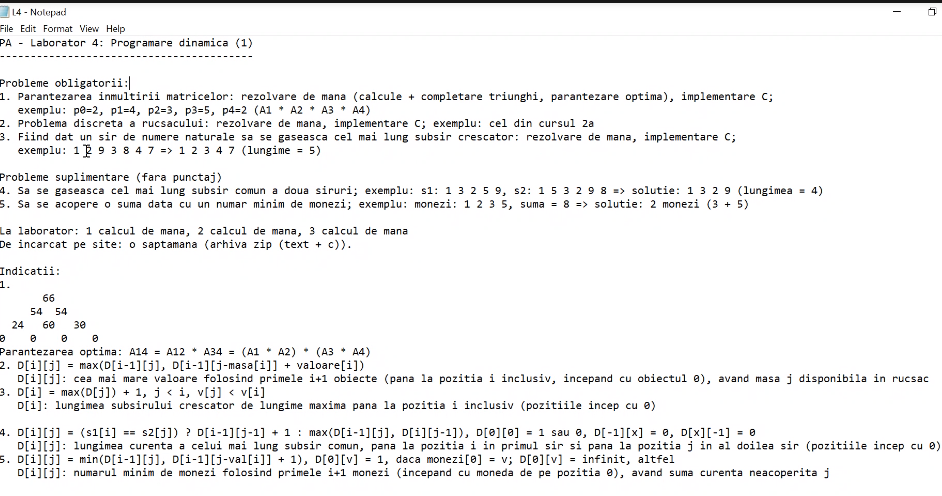 L4 - Notepad
File Edit Format View Help
PA - Laborator 4: Programare dinamica (1)
-----------------------------------------
Probleme obligatorii:
1. Parantezarea inmultirii matricelor: rezolvare de mana (calcule + completare triunghi, parantezare optima), implementare C;
exemplu: p0=2, p1=4, p2=3, p3=5, p4=2 (A1 * A2 * A3 * A4)
2. Problema discreta a rucsacului: rezolvare de mana, implementare C; exemplu: cel din cursul 2a
3. Fiind dat un sir de numere naturale sa se gaseasca cel mai lung subsir crescator: rezolvare de mana, implementare C;
exemplu: 1 2 9 3 8 4 7 => 1 2 3 4 7 (lungime = 5)
Probleme suplimentare (fara punctaj)
4. Sa se gaseasca cel mai lung subsir comun a doua siruri; exemplu: s1: 1 3 2 5 9, s2: 1 5 3 2 9 8 => solutie: 1 3 2 9 (lungimea = 4)
5. Sa se acopere o suma data cu un numar minim de monezi; exemplu: monezi: 1 2 3 5, suma = 8 => solutie: 2 monezi (3 + 5)
La laborator: 1 calcul de mana, 2 calcul de mana, 3 calcul de mana
De incarcat pe site: o saptamana (arhiva zip (text + c)).
Indicatii:
1.
66
54 54
24 60 30
0 0 0 0
Parantezarea optima: A14 = A12 * A34 = (A1 * A2) * (A3 * A4)
2. D[i][j] = max(D[i-1][j], D[i-1][j-masa[i]] + valoare[i])
D[i][j]: cea mai mare valoare folosind primele i+1 obiecte (pana la pozitia i inclusiv, incepand cu obiectul 0), avand masa j disponibila in rucsac
3. D[i] = max(D[j]) + 1, j < i, v[j] < v[i]
D[i]: lungimea subsirului crescator de lungime maxima pana la pozitia i inclusiv (pozitiile incep cu 0)
4. D[i][j] = (s1[i] == s2[j]) ? D[i-1][j-1] + 1 : max(D[i-1][j], D[i][j-1]), D[0][0] = 1 sau 0, D[-1][x] = 0, D[x][-1] = 0
D[i][j]: lungimea curenta a celui mai lung subsir comun, pana la pozitia i in primul sir si pana la pozitia j in al doilea sir (pozitiile incep cu 0)
5. D[i][j] = min(D[i-1][j], D[i-1][j-val[i]] + 1), D[0][v] = 1, daca monezi[0] = v; D[0][v] = infinit, altfel
D[i][j]: numarul minim de monezi folosind primele i+1 monezi (incepand cu moneda de pe pozitia 0), avand suma curenta neacoperita j